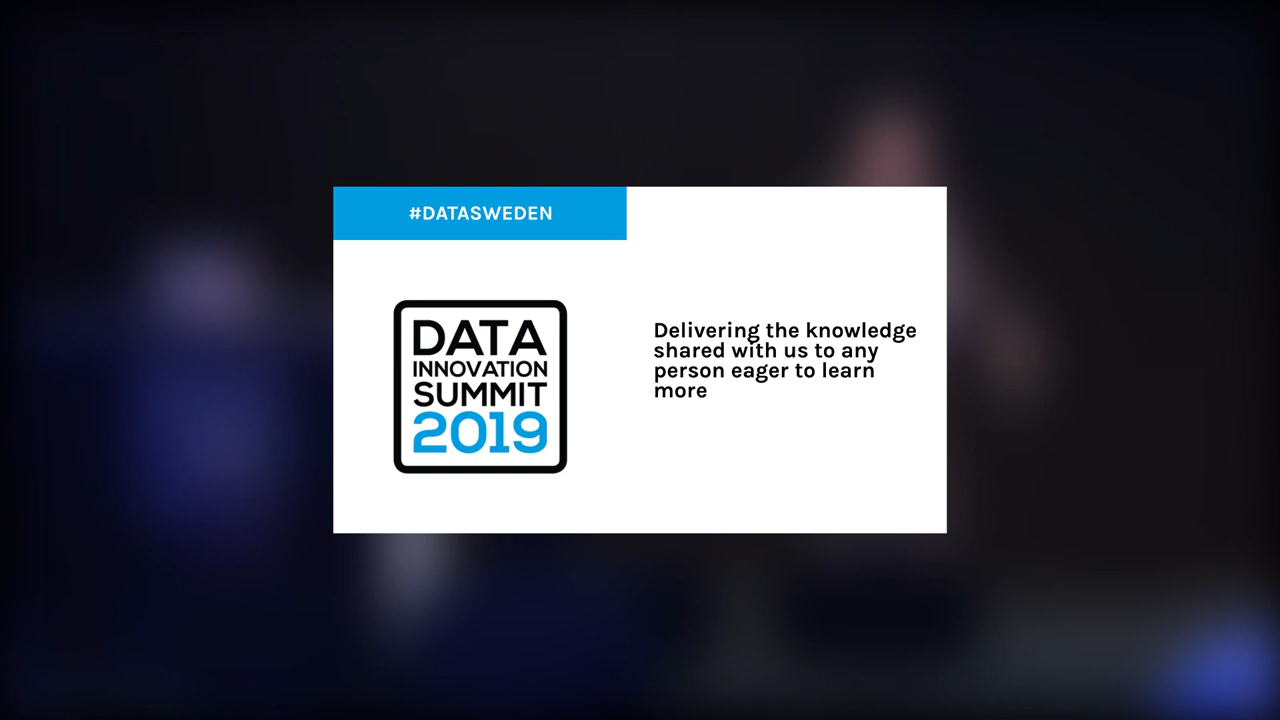 #DATASWEDEN
DATA
INNOVATION
SUMMIT
2019
Delivering the knowledge
shared with us to any
person eager to learn
more